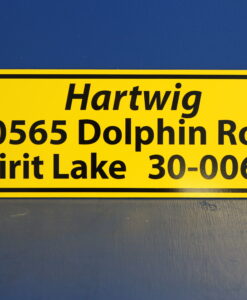 Hartwig
0565 Dolphin Ro
irit Lake 30-006